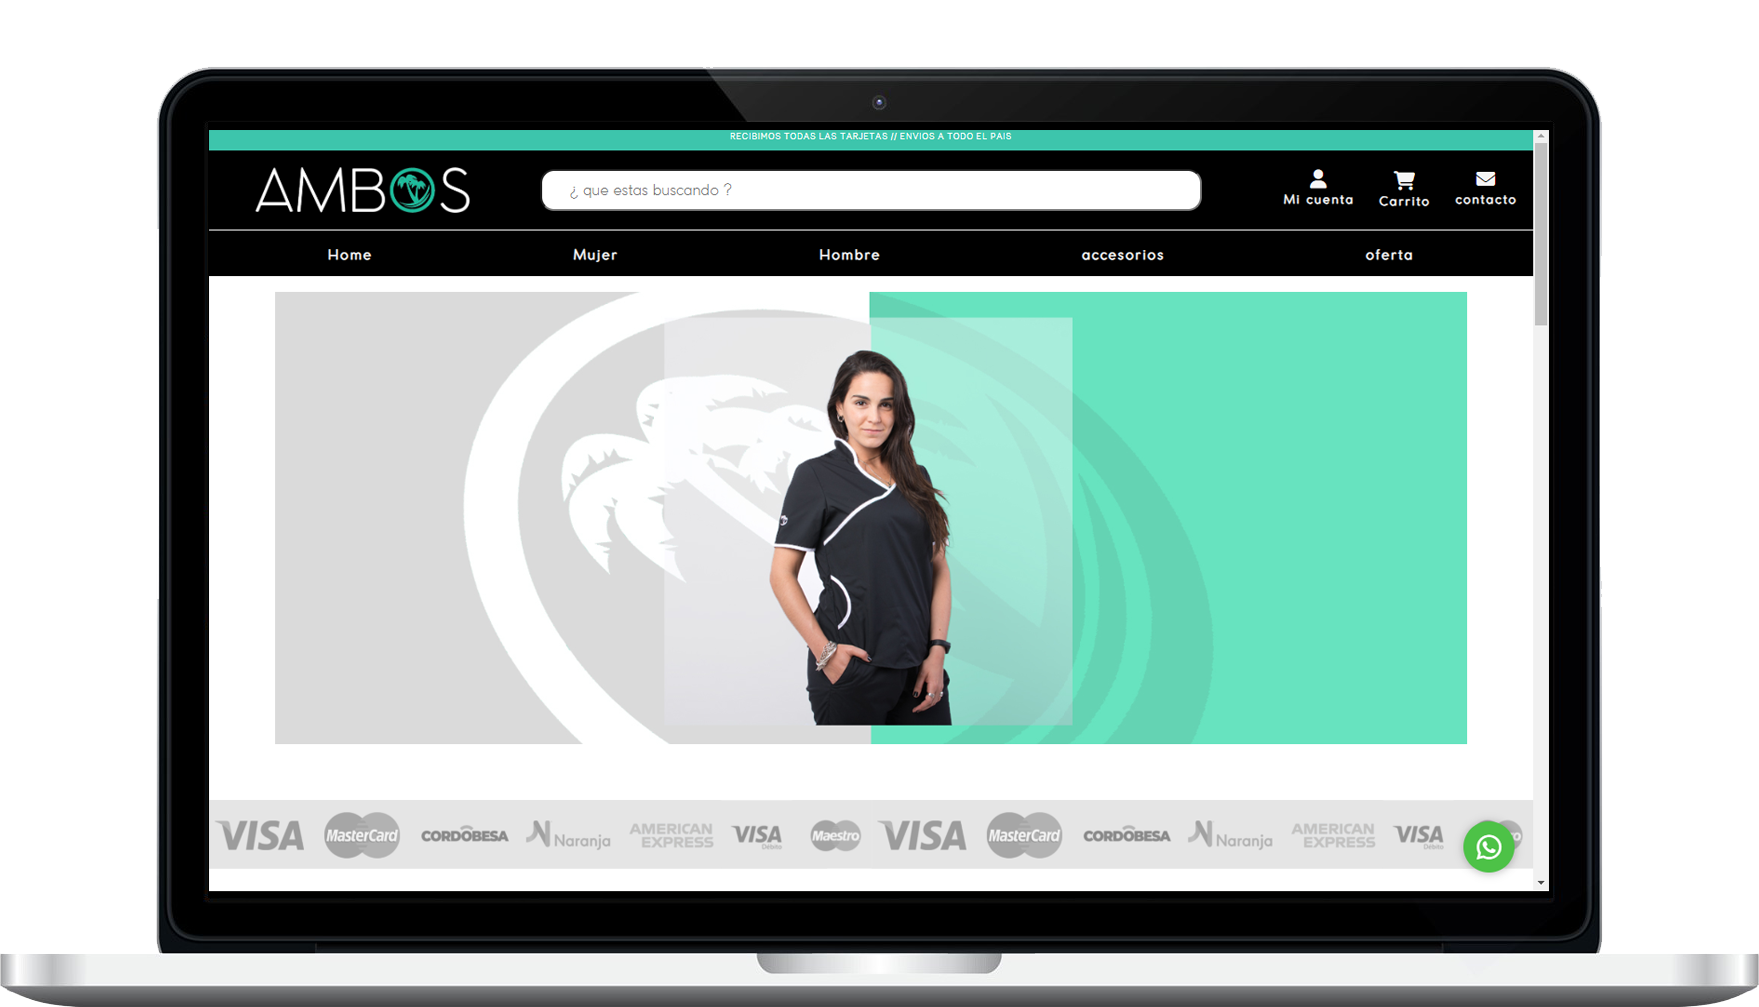 RECIBIMOS TODAS LAS TARJETAS // ENVIOS A TODO EL PAIS
AMBOS
¿ que estas buscando ?
Mi cuenta
Carrito
contacto
Home
Mujer
Hombre
accesorios
oferta
VISA
MasterCard
CORDOBESA
Naranja
AMERICAN
EXPRESS
VISA
Débito
Maestro
VISA
MasterCard
CORDOBESA
Naranja
AMERICAN
EXPRESS
VISA
Débito